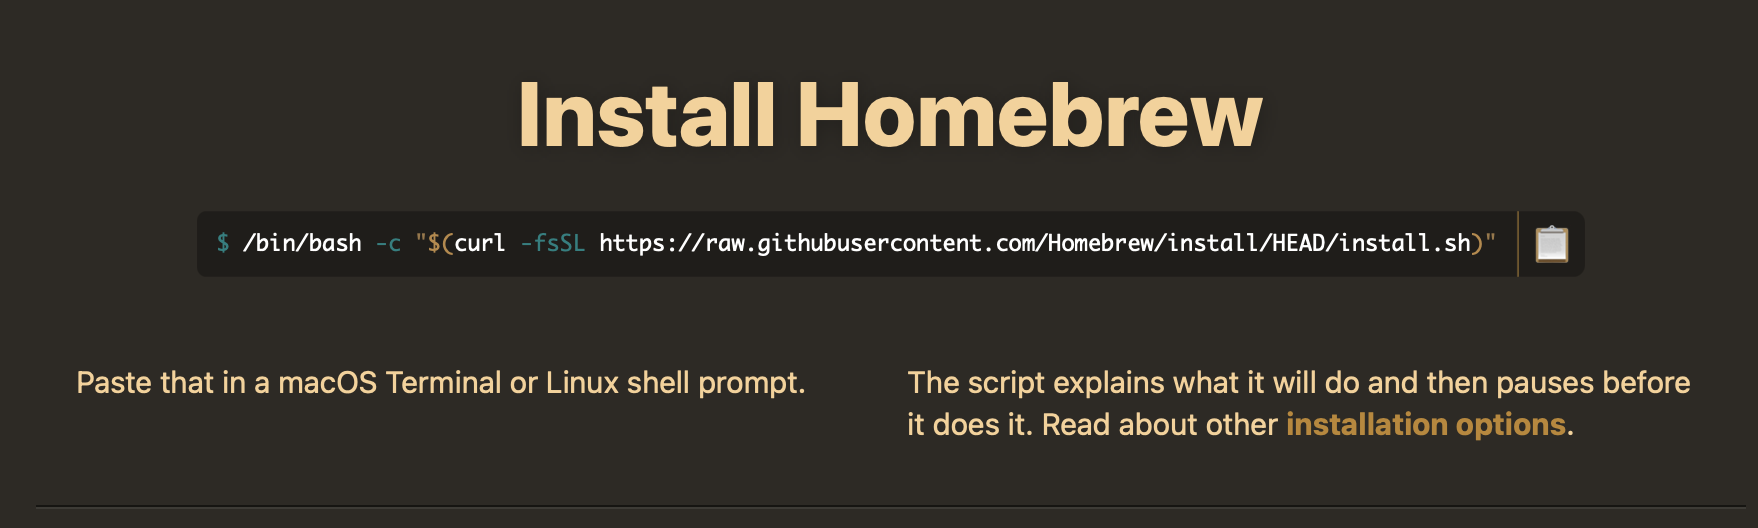 Install Homebrew
$ /bin/bash -c "$(curl -fsSL https://raw.githubusercontent.com/Homebrew/install/HEAD/install.sh)"
Paste that in a macOS Terminal or Linux shell prompt.
The script explains what it will do and then pauses before
it does it. Read about other installation options.